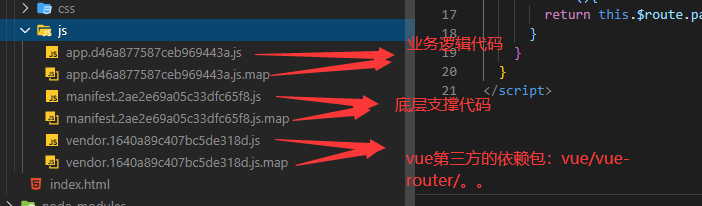 css
17 return this.$route.pa
js
18 }
app.d46a877587ceb969443a.js
业务逻辑代码
19 }
app.d46a877587ceb969443a.js.map
20 }
manifest.2ae2e69a05c33dfc65f8.js
21 </script>
manifest.2ae2e69a05c33dfc65f8.js.map
底层支撑代码
vendor.1640a89c407bc5de318d.js
vendor.1640a89c407bc5de318d.js.map
vue第三方的依赖包：vue/vue-
router/。。
index.html